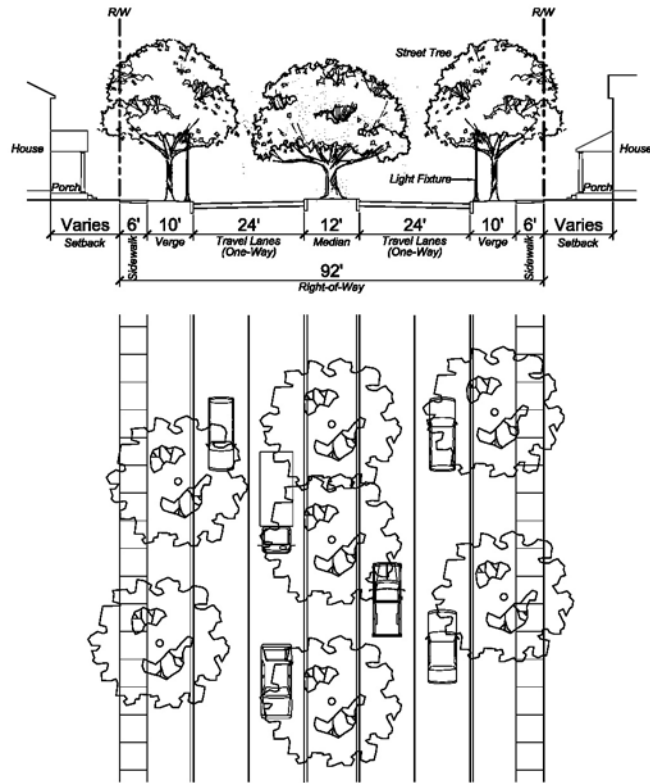 R/W
R/W
Street Tree
House
House
Light Fixture
Porch
Porch
Varies 6' 10' 24' 12' 24' 10' 6' Varies
Setback Sidewalk Verge Travel Lanes Median Travel Lanes Verge Sidewalk Setback
(One-Way) (One-Way)
92'
Right-of-Way